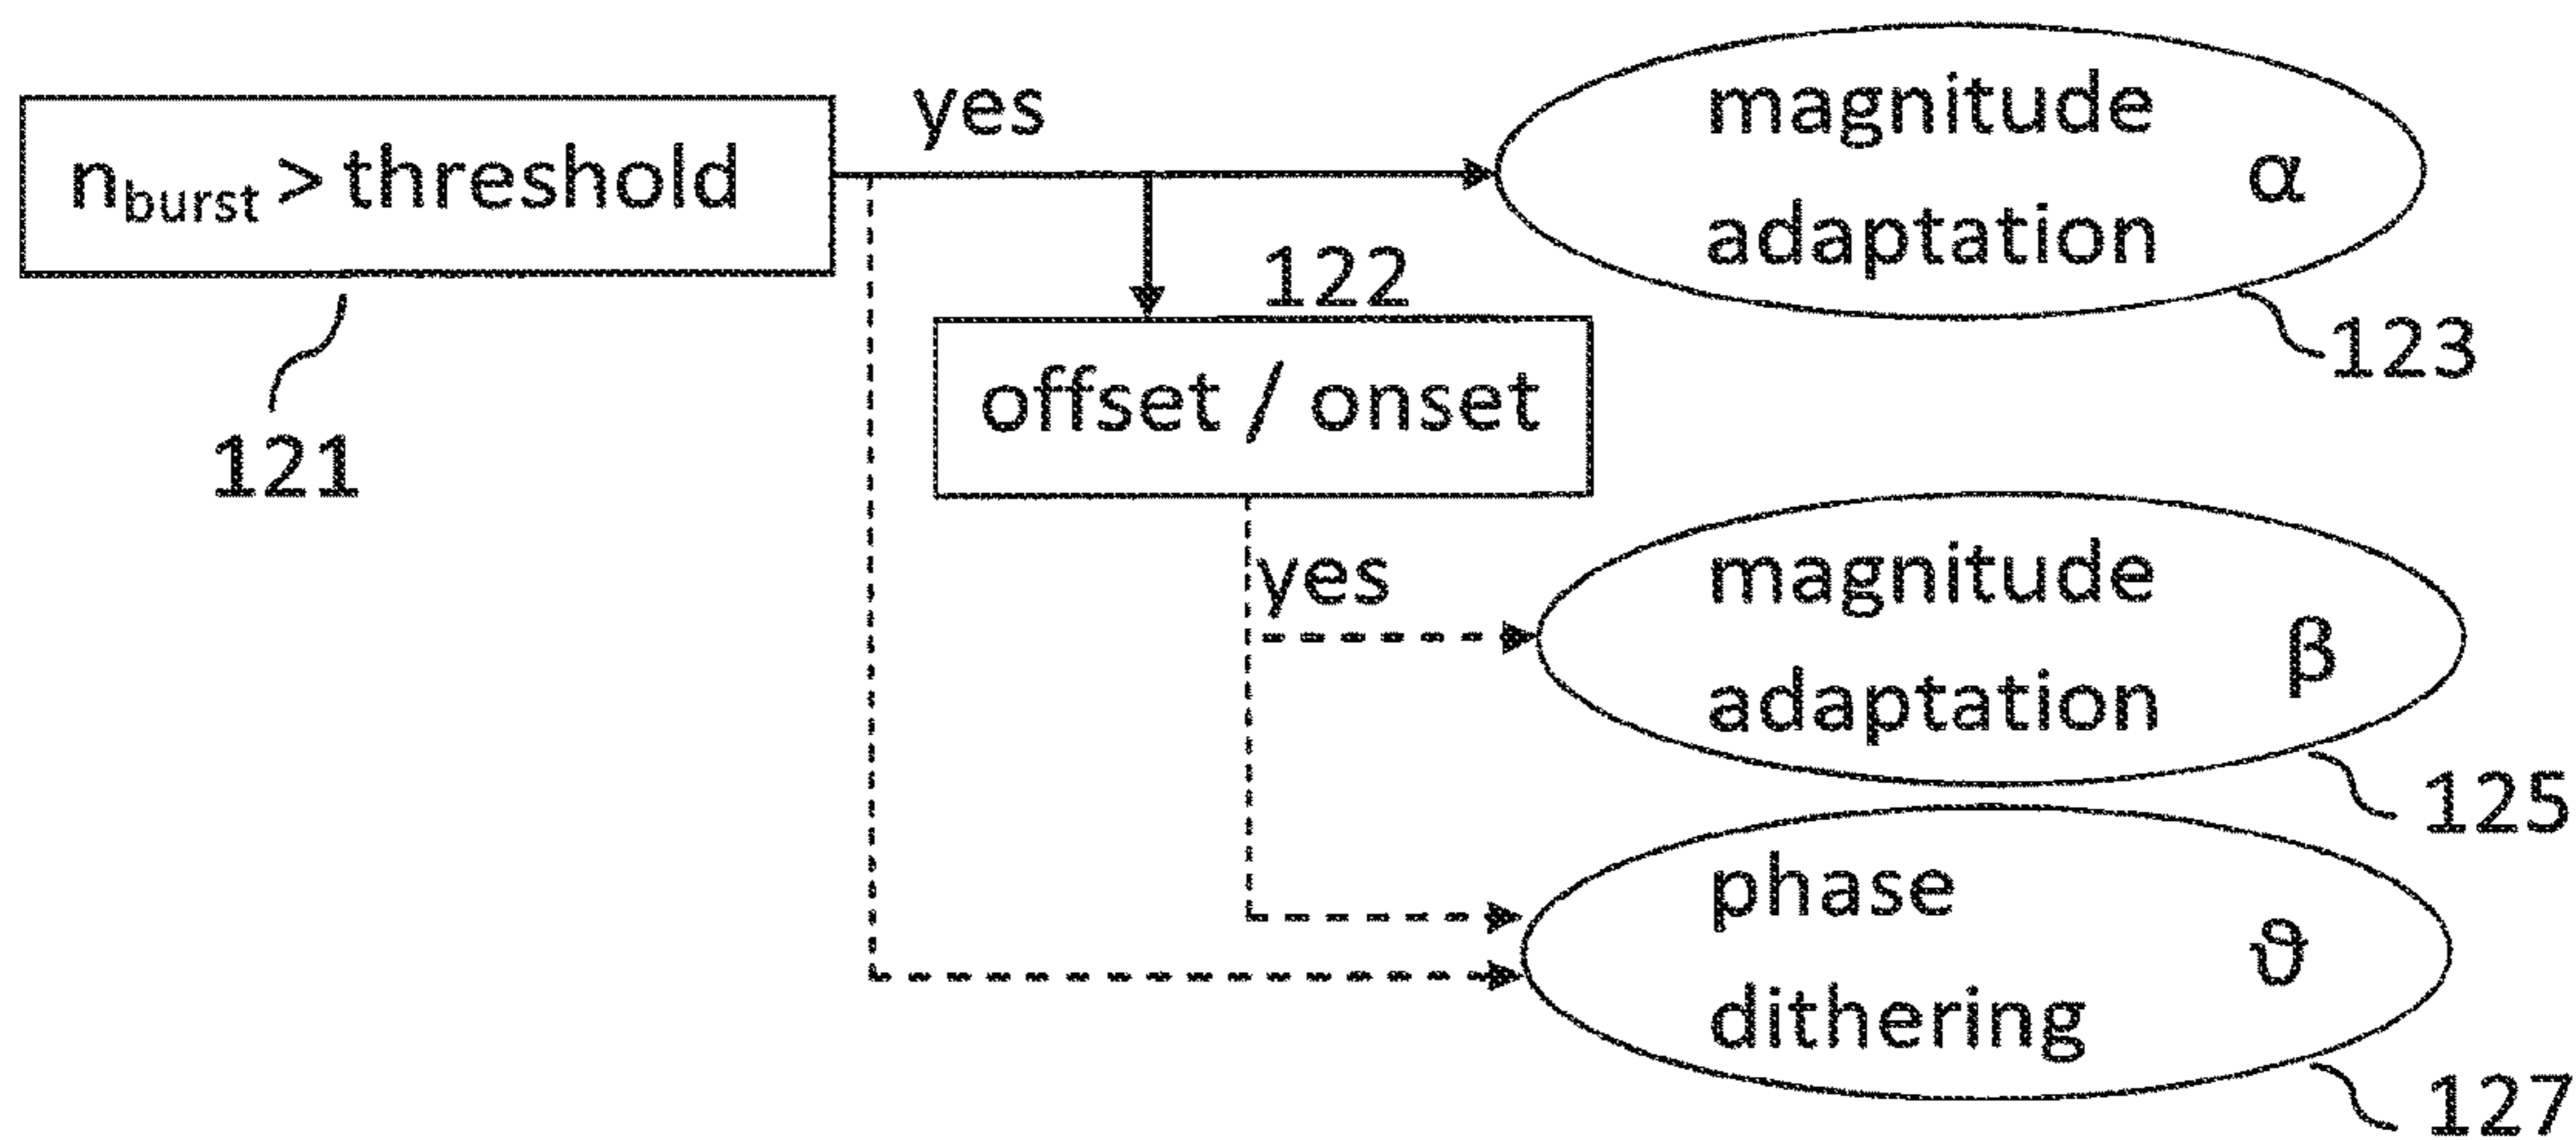 yes
magnitude
adaptation α
n_burst > threshold
122
123
offset / onset
121
yes
magnitude
adaptation β
125
phase
dithering ϑ
127